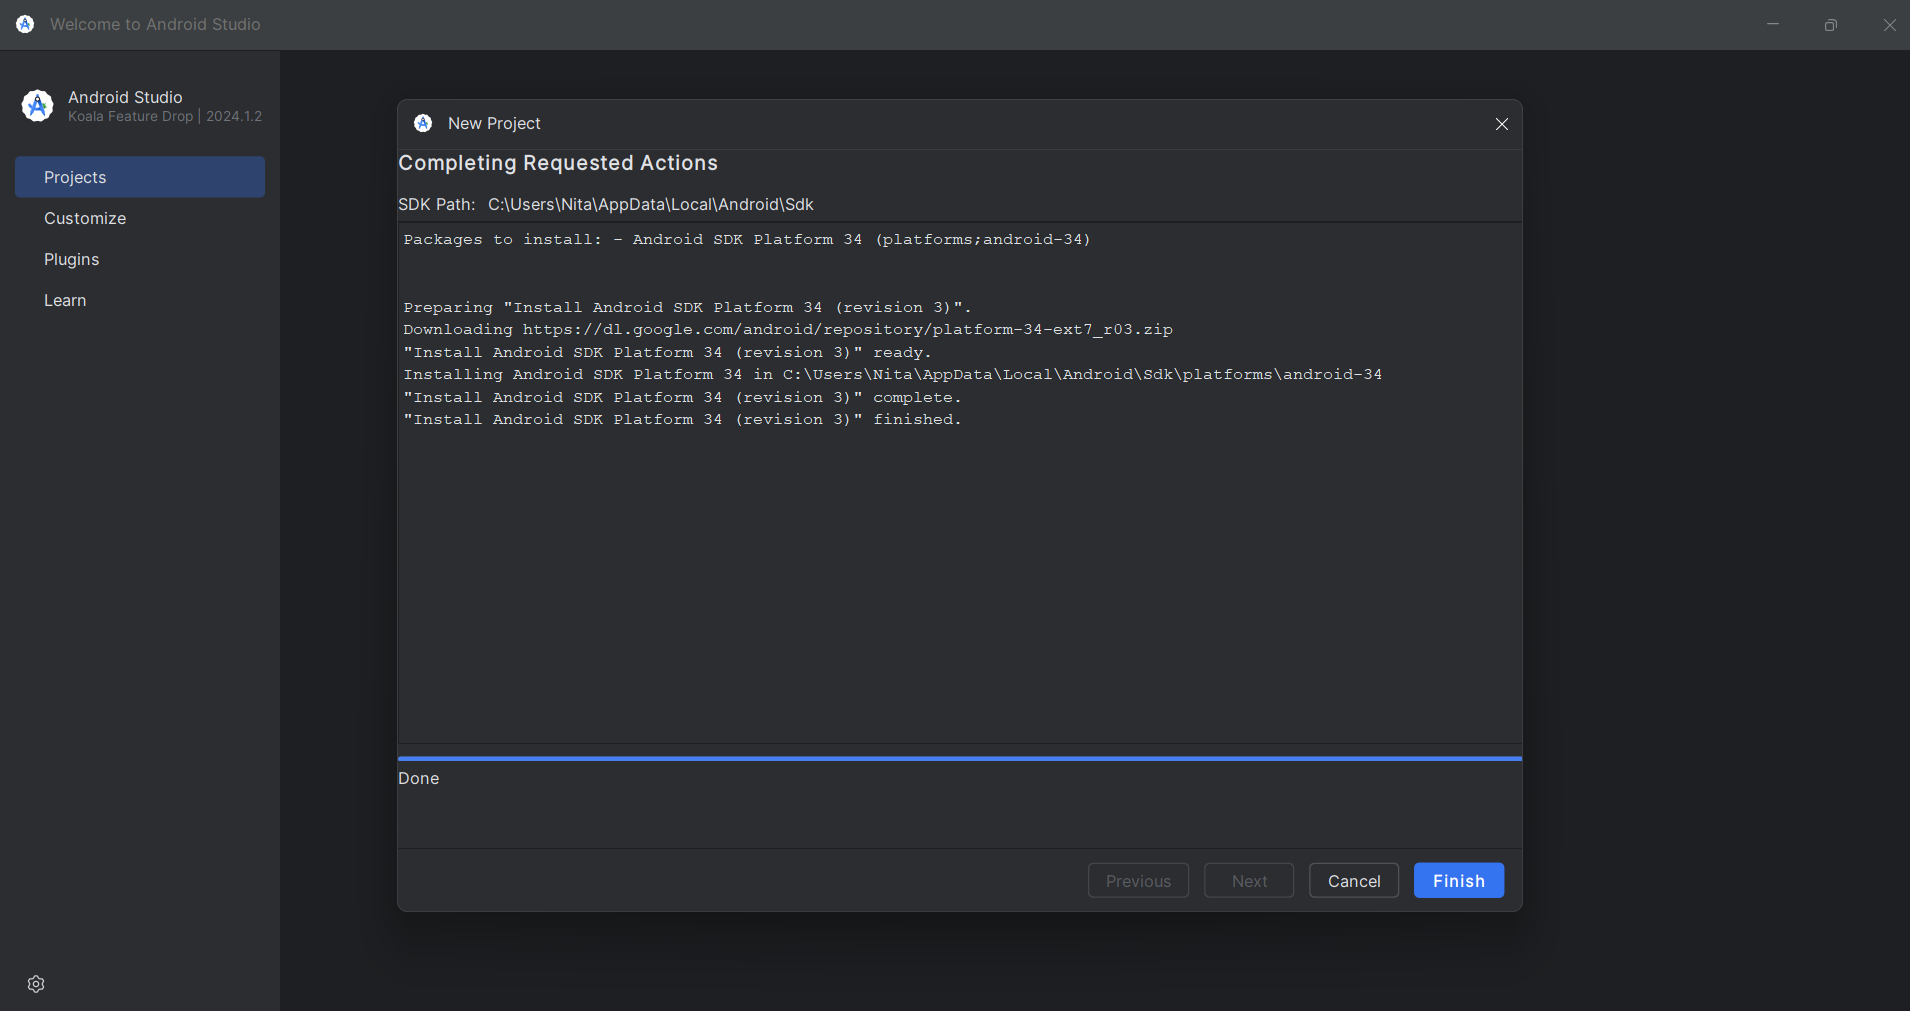 Welcome to Android Studio
Android Studio
Koala Feature Drop | 2024.1.2
Projects
Customize
Plugins
Learn
New Project
Completing Requested Actions
SDK Path: C:\Users\Nita\AppData\Local\Android\Sdk
Packages to install: - Android SDK Platform 34 (platforms;android-34)
Preparing "Install Android SDK Platform 34 (revision 3)".
Downloading https://dl.google.com/android/repository/platform-34-ext7_r03.zip
"Install Android SDK Platform 34 (revision 3)" ready.
Installing Android SDK Platform 34 in C:\Users\Nita\AppData\Local\Android\Sdk\platforms\android-34
"Install Android SDK Platform 34 (revision 3)" complete.
"Install Android SDK Platform 34 (revision 3)" finished.
Done
Previous Next Cancel Finish